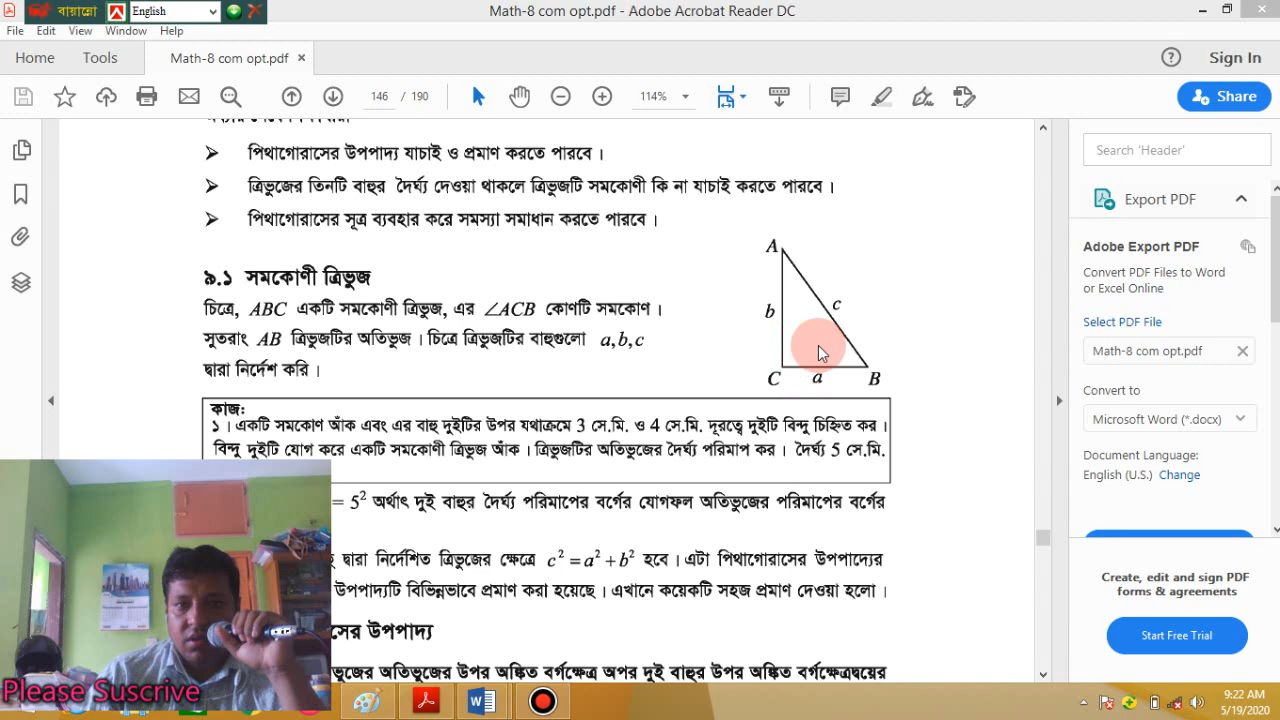 বায়ান্নো English
Math-8 com opt.pdf - Adobe Acrobat Reader DC
File Edit View Window Help
Home Tools Math-8 com opt.pdf × Sign In
146 / 190 114% Share
➢ পিথাগোরাসের উপপাদ্য যাচাই ও প্রমাণ করতে পারবে।
➢ ত্রিভুজের তিনটি বাহুর দৈর্ঘ্য দেওয়া থাকলে ত্রিভুজটি সমকোণী কি না যাচাই করতে পারবে।
➢ পিথাগোরাসের সূত্র ব্যবহার করে সমস্যা সমাধান করতে পারবে।
৯.১ সমকোণী ত্রিভুজ
চিত্রে, ABC একটি সমকোণী ত্রিভুজ, এর ∠ACB কোণটি সমকোণ।
সুতরাং AB ত্রিভুজটির অতিভুজ। চিত্রে ত্রিভুজটির বাহুগুলো a,b,c
দ্বারা নির্দেশ করি।
A
b c
C a B
কাজ:
১। একটি সমকোণ আঁক এবং এর বাহু দুইটির উপর যথাক্রমে 3 সে.মি. ও 4 সে.মি. দূরত্বে দুইটি বিন্দু চিহ্নিত কর।
বিন্দু দুইটি যোগ করে একটি সমকোণী ত্রিভুজ আঁক। ত্রিভুজটির অতিভুজের দৈর্ঘ্য পরিমাপ কর। দৈর্ঘ্য 5 সে.মি.
= 5² অর্থাৎ দুই বাহুর দৈর্ঘ্য পরিমাপের বর্গের যোগফল অতিভুজের পরিমাপের বর্গের
দ্বারা নির্দেশিত ত্রিভুজের ক্ষেত্রে c² = a² + b² হবে। এটা পিথাগোরাসের উপপাদ্যের
উপপাদ্যটি বিভিন্নভাবে প্রমাণ করা হয়েছে। এখানে কয়েকটি সহজ প্রমাণ দেওয়া হলো।
সের উপপাদ্য
ভুজের অতিভুজের উপর অঙ্কিত বর্গক্ষেত্র অপর দুই বাহুর উপর অঙ্কিত বর্গক্ষেত্রদ্বয়ের
Search 'Header'
Export PDF
Adobe Export PDF
Convert PDF Files to Word
or Excel Online
Select PDF File
Math-8 com opt.pdf ×
Convert to
Microsoft Word (*.docx)
Document Language:
English (U.S.) Change
Create, edit and sign PDF
forms & agreements
Start Free Trial
Please Suscrive
9:22 AM
5/19/2020